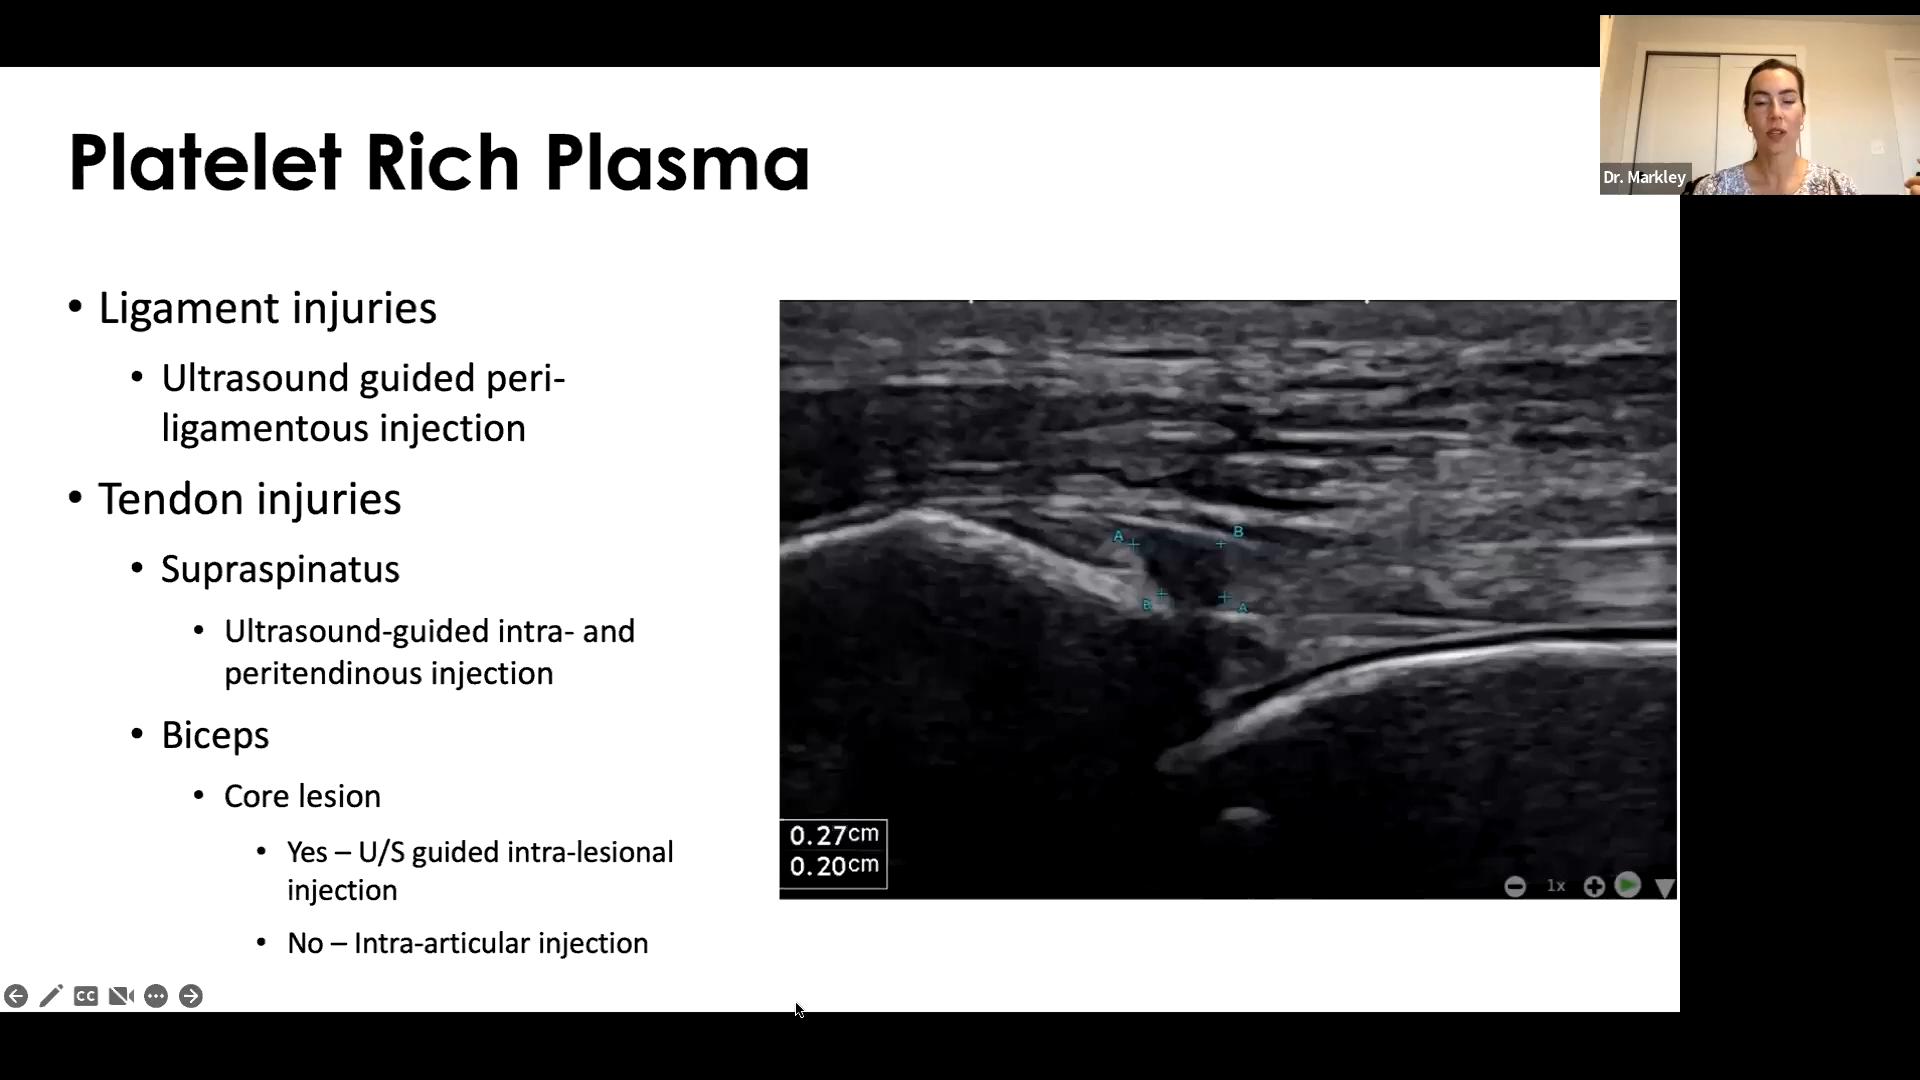 Platelet Rich Plasma
Dr. Markley
• Ligament injuries
• Ultrasound guided peri-
ligamentous injection
• Tendon injuries
• Supraspinatus
• Ultrasound-guided intra- and
peritendinous injection
• Biceps
• Core lesion
• Yes – U/S guided intra-lesional
injection
• No – Intra-articular injection
A
B
B
A
0.27cm
0.20cm
1x
CC